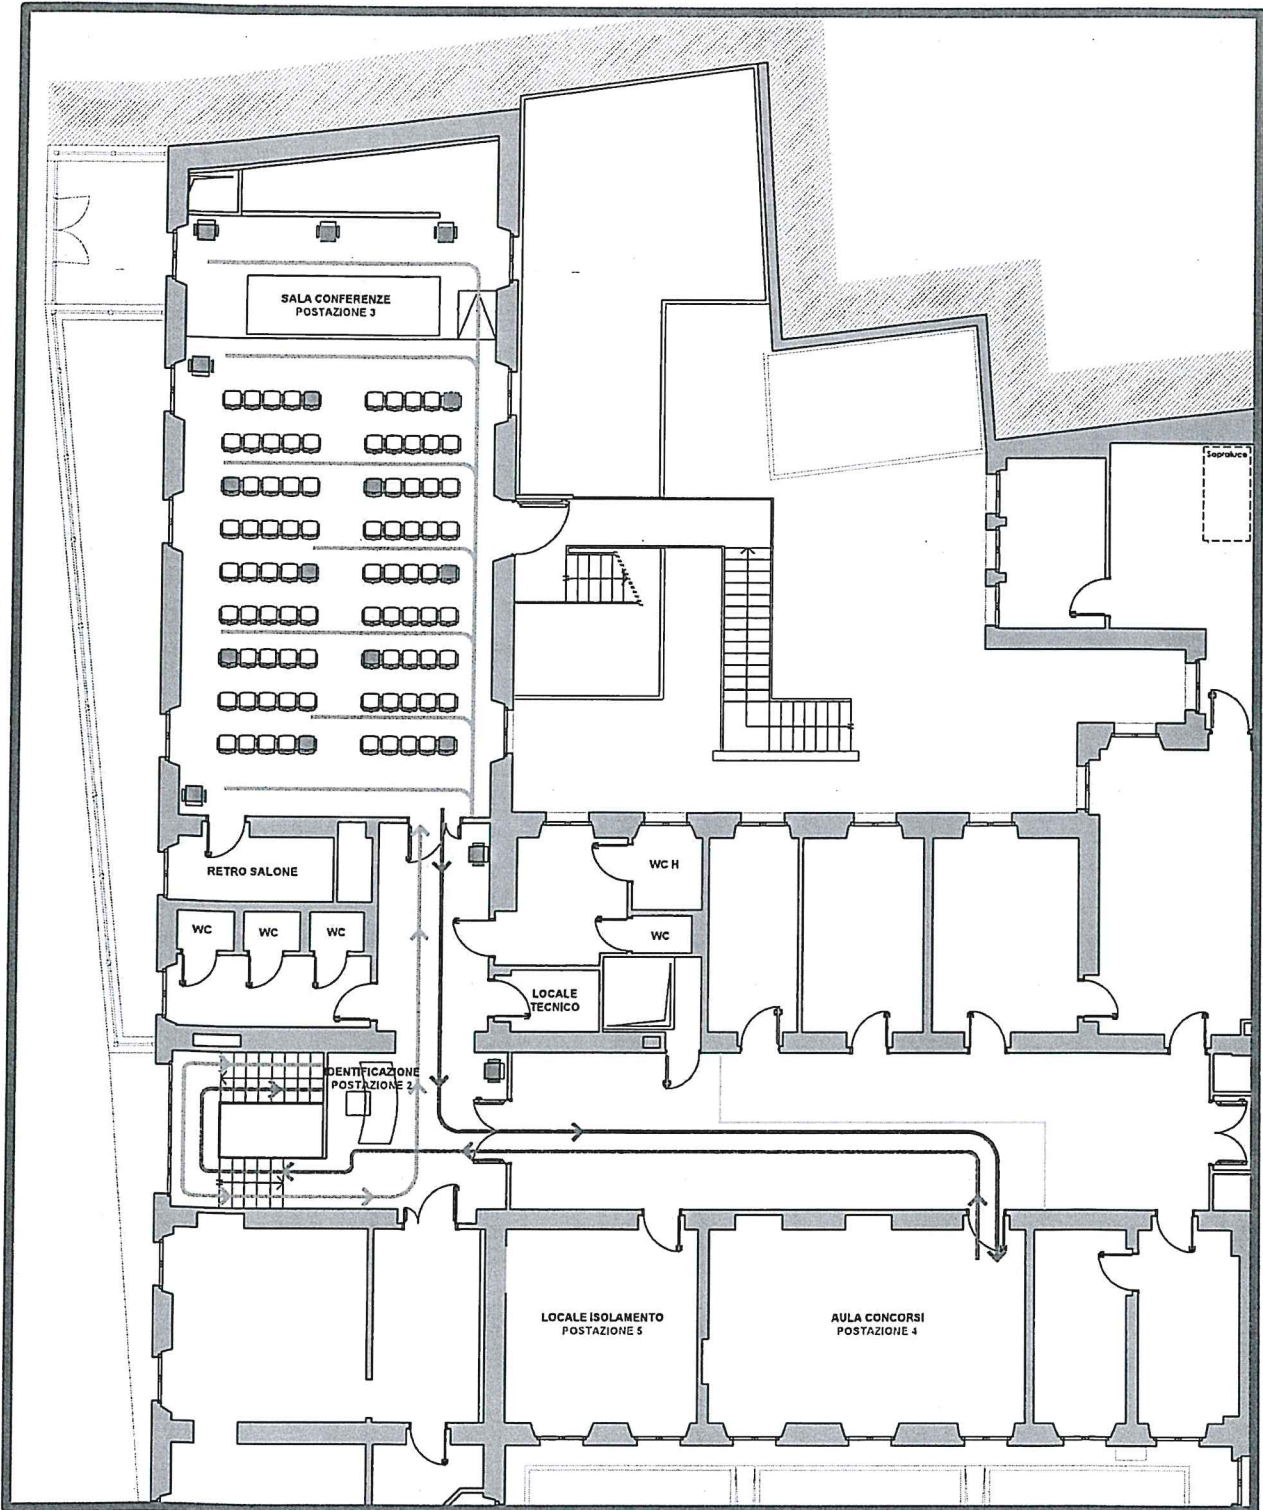 SALA CONFERENZE
POSTAZIONE 3
Sopraluce
RETRO SALONE
WC H
WC
WC
WC
WC
LOCALE
TECNICO
IDENTIFICAZIONE
POSTAZIONE 2
LOCALE ISOLAMENTO
POSTAZIONE 5
AULA CONCORSI
POSTAZIONE 4